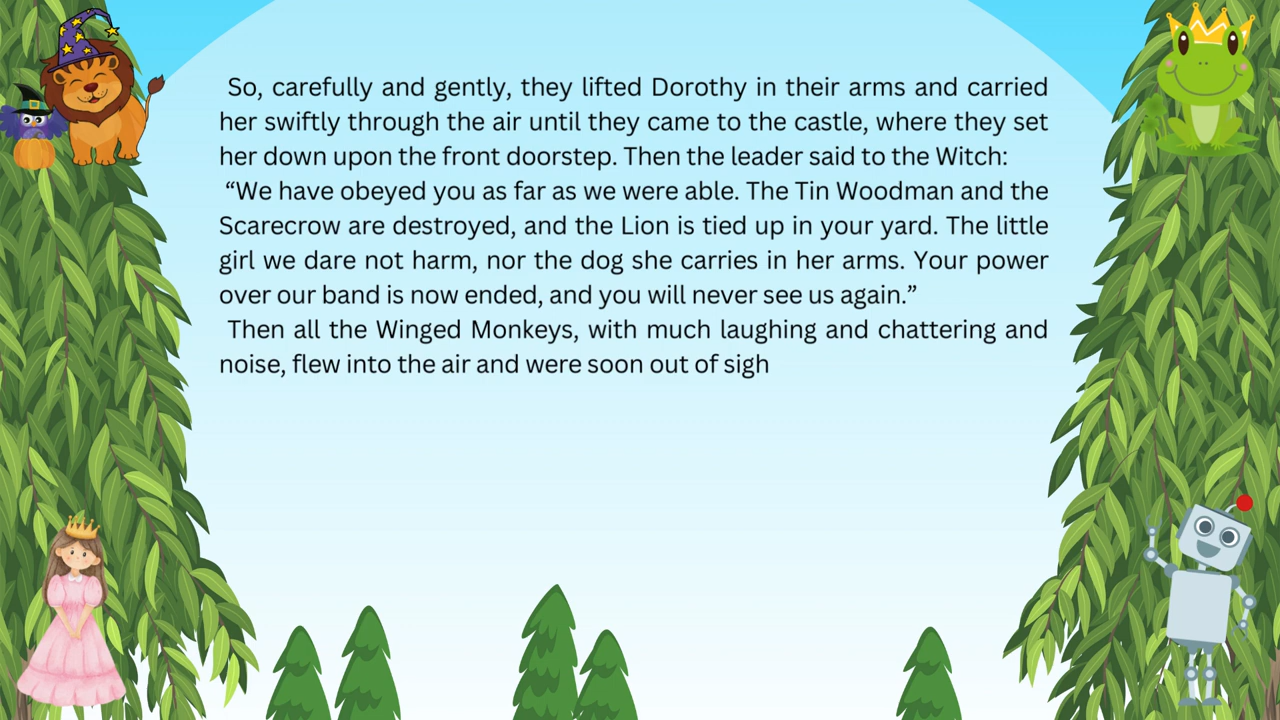 So, carefully and gently, they lifted Dorothy in their arms and carried
her swiftly through the air until they came to the castle, where they set
her down upon the front doorstep. Then the leader said to the Witch:
“We have obeyed you as far as we were able. The Tin Woodman and the
Scarecrow are destroyed, and the Lion is tied up in your yard. The little
girl we dare not harm, nor the dog she carries in her arms. Your power
over our band is now ended, and you will never see us again.”
Then all the Winged Monkeys, with much laughing and chattering and
noise, flew into the air and were soon out of sigh